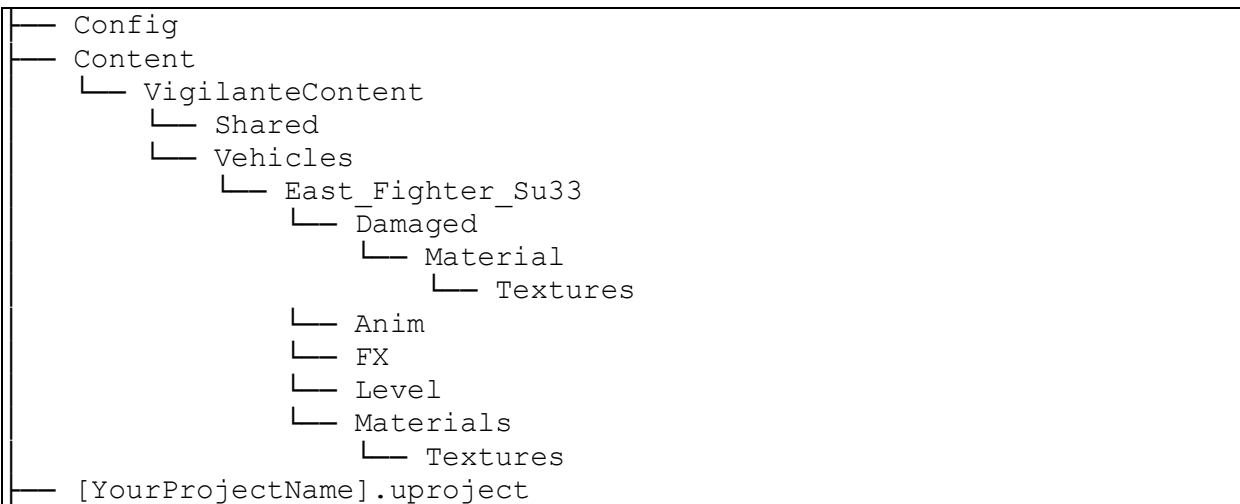 ├── Config
├── Content
│   └── VigilanteContent
│       └── Shared
│       └── Vehicles
│           └── East_Fighter_Su33
│               └── Damaged
│                   └── Material
│                       └── Textures
│               └── Anim
│               └── FX
│               └── Level
│               └── Materials
│                   └── Textures
├── [YourProjectName].uproject